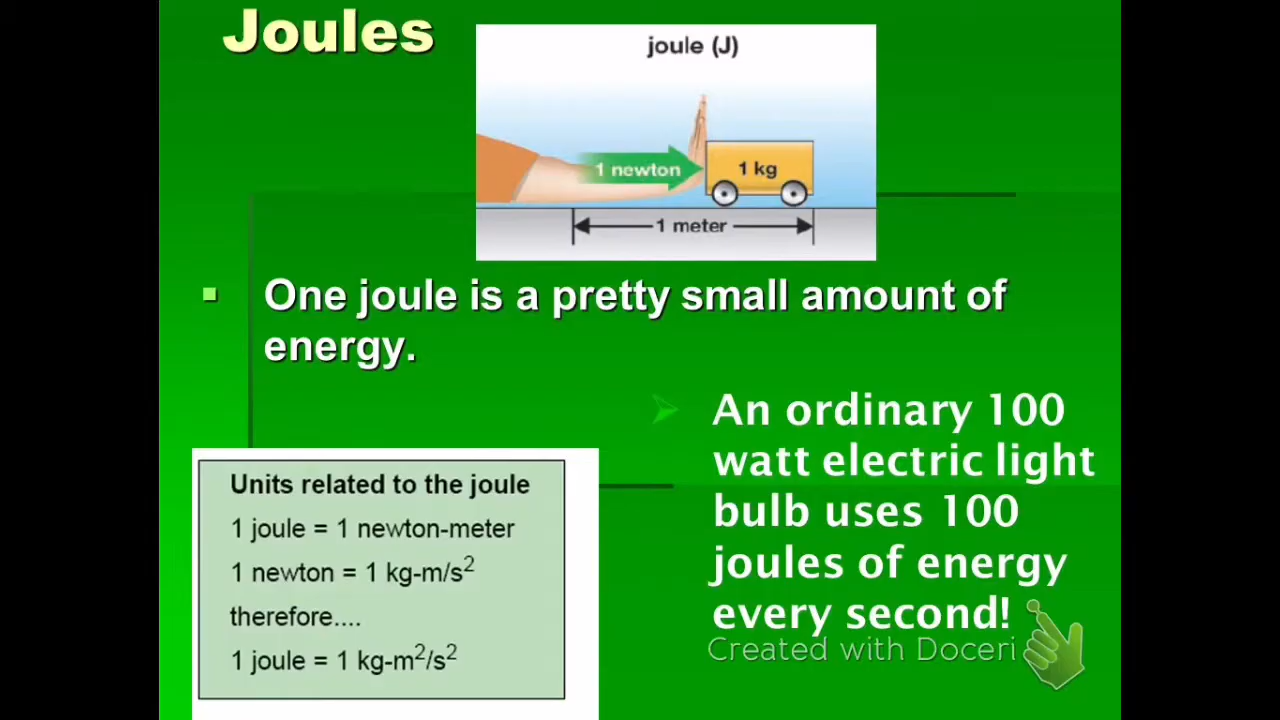 Joules
joule (J)
1 newton
1 kg
1 meter
▪ One joule is a pretty small amount of
energy.
➢ An ordinary 100
watt electric light
bulb uses 100
joules of energy
every second!
Units related to the joule
1 joule = 1 newton-meter
1 newton = 1 kg-m/s²
therefore....
1 joule = 1 kg-m²/s²
Created with Doceri